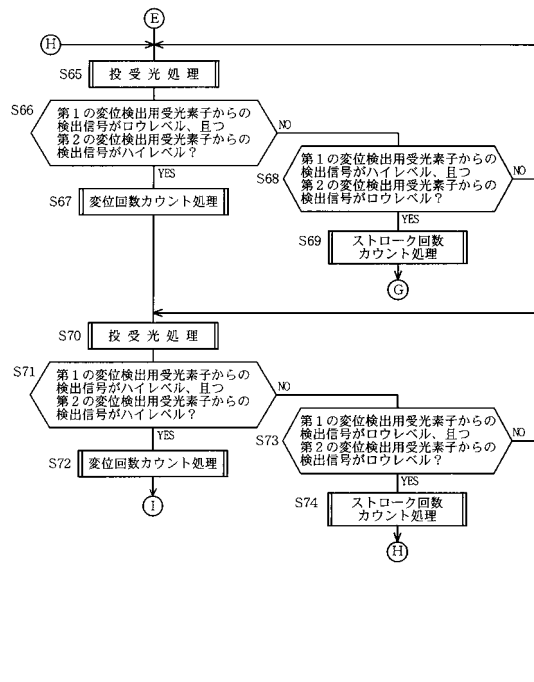 E
H
S65
投 受 光 処 理
S66
第１の変位検出用受光素子からの
検出信号がロウレベル、且つ
第２の変位検出用受光素子からの
検出信号がハイレベル？
NO
YES
S67
変位回数カウント処理
S68
第１の変位検出用受光素子からの
検出信号がハイレベル、且つ
第２の変位検出用受光素子からの
検出信号がロウレベル？
NO
YES
S69
ストローク回数
カウント処理
G
S70
投 受 光 処 理
S71
第１の変位検出用受光素子からの
検出信号がハイレベル、且つ
第２の変位検出用受光素子からの
検出信号がハイレベル？
NO
YES
S72
変位回数カウント処理
I
S73
第１の変位検出用受光素子からの
検出信号がロウレベル、且つ
第２の変位検出用受光素子からの
検出信号がロウレベル？
NO
YES
S74
ストローク回数
カウント処理
H